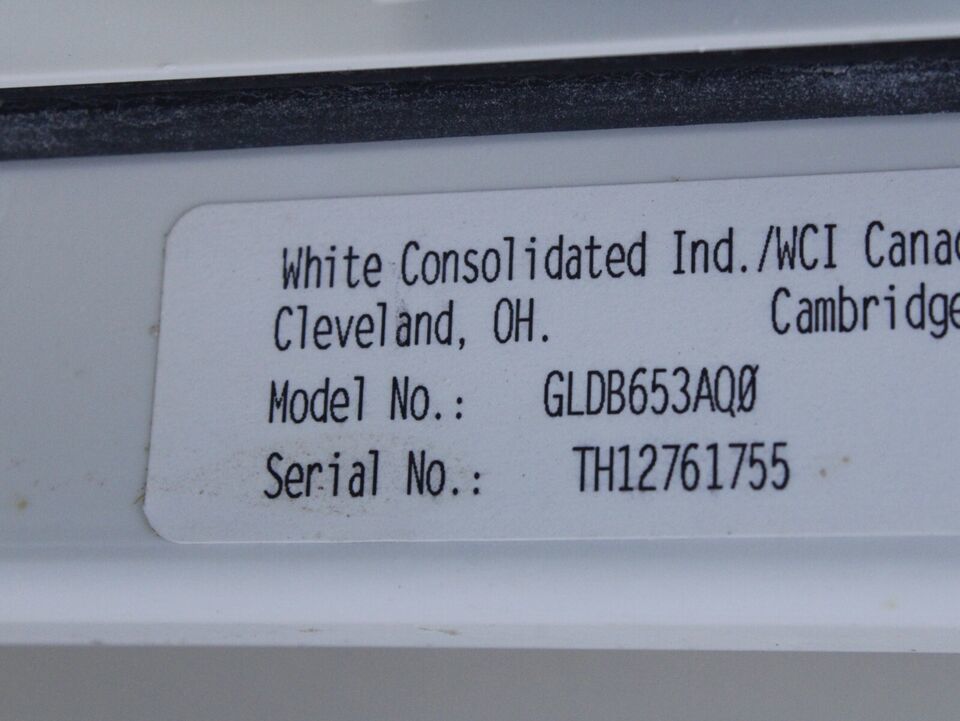 White Consolidated Ind./WCI
Cleveland, OH.
Model No.: GLDB653AQ0
Serial No.: TH12761755